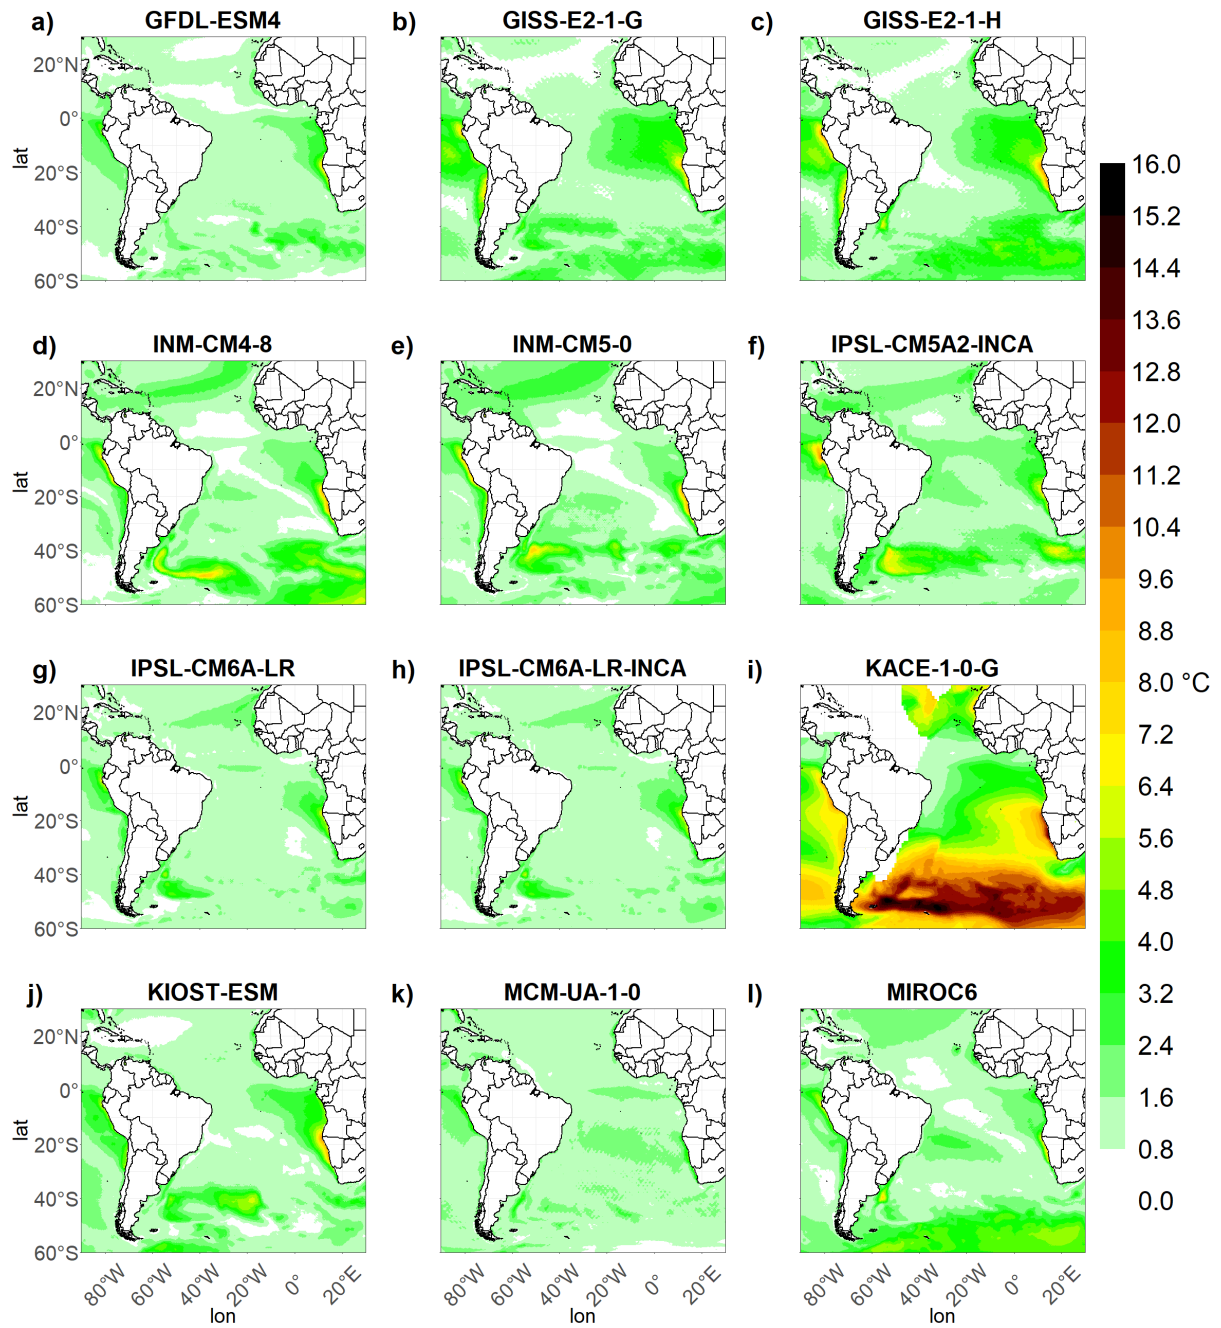 a) GFDL-ESM4 b) GISS-E2-1-G c) GISS-E2-1-H
20°N
0°
20°S
40°S
60°S
lat
d) INM-CM4-8 e) INM-CM5-0 f) IPSL-CM5A2-INCA
20°N
0°
20°S
40°S
60°S
lat
g) IPSL-CM6A-LR h) IPSL-CM6A-LR-INCA i) KACE-1-0-G
20°N
0°
20°S
40°S
60°S
lat
j) KIOST-ESM k) MCM-UA-1-0 l) MIROC6
20°N
0°
20°S
40°S
60°S
lat
80°W 60°W 40°W 20°W 0° 20°E
80°W 60°W 40°W 20°W 0° 20°E
80°W 60°W 40°W 20°W 0° 20°E
lon lon lon
16.0
15.2
14.4
13.6
12.8
12.0
11.2
10.4
9.6
8.8
8.0 °C
7.2
6.4
5.6
4.8
4.0
3.2
2.4
1.6
0.8
0.0